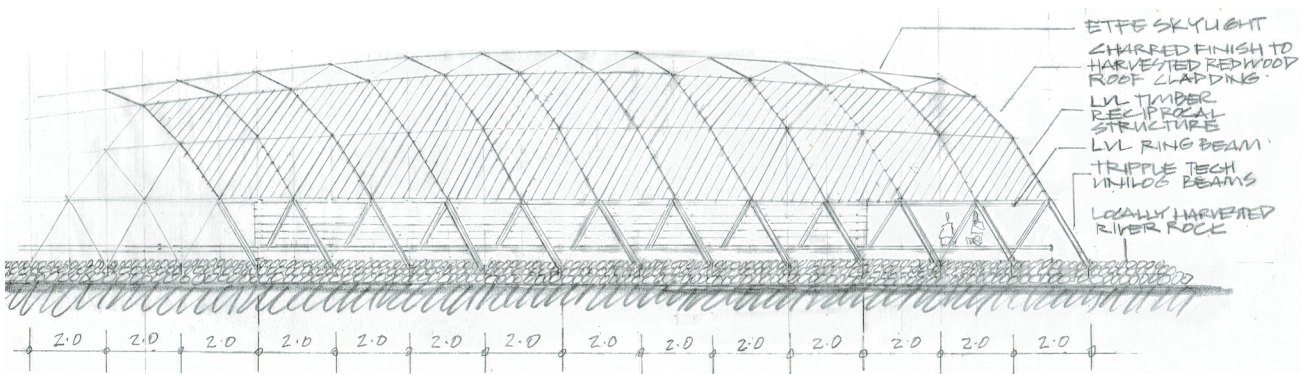 ETFE SKYLIGHT
CHARRED FINISH TO
HARVESTED REDWOOD
ROOF CLADDING.
LVL TIMBER
RECIPROCAL
STRUCTURE
LVL RING BEAM.
TRIPPLE TECH
UNILOG BEAMS
LOCALLY HARVESTED
RIVER ROCK
2.0 2.0 2.0 2.0 2.0 2.0 2.0 2.0 2.0 2.0 2.0 2.0 2.0 2.0